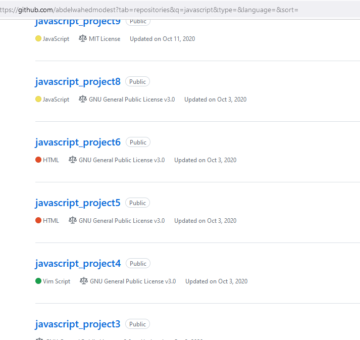 ttps://github.com/abdelwahedmodest?tab=repositories&q=javascript&type=&language=&sort=
javascript_project9 Public
JavaScript MIT License Updated on Oct 11, 2020
javascript_project8 Public
JavaScript GNU General Public License v3.0 Updated on Oct 3, 2020
javascript_project6 Public
HTML GNU General Public License v3.0 Updated on Oct 3, 2020
javascript_project5 Public
HTML GNU General Public License v3.0 Updated on Oct 3, 2020
javascript_project4 Public
Vim Script GNU General Public License v3.0 Updated on Oct 3, 2020
javascript_project3 Public